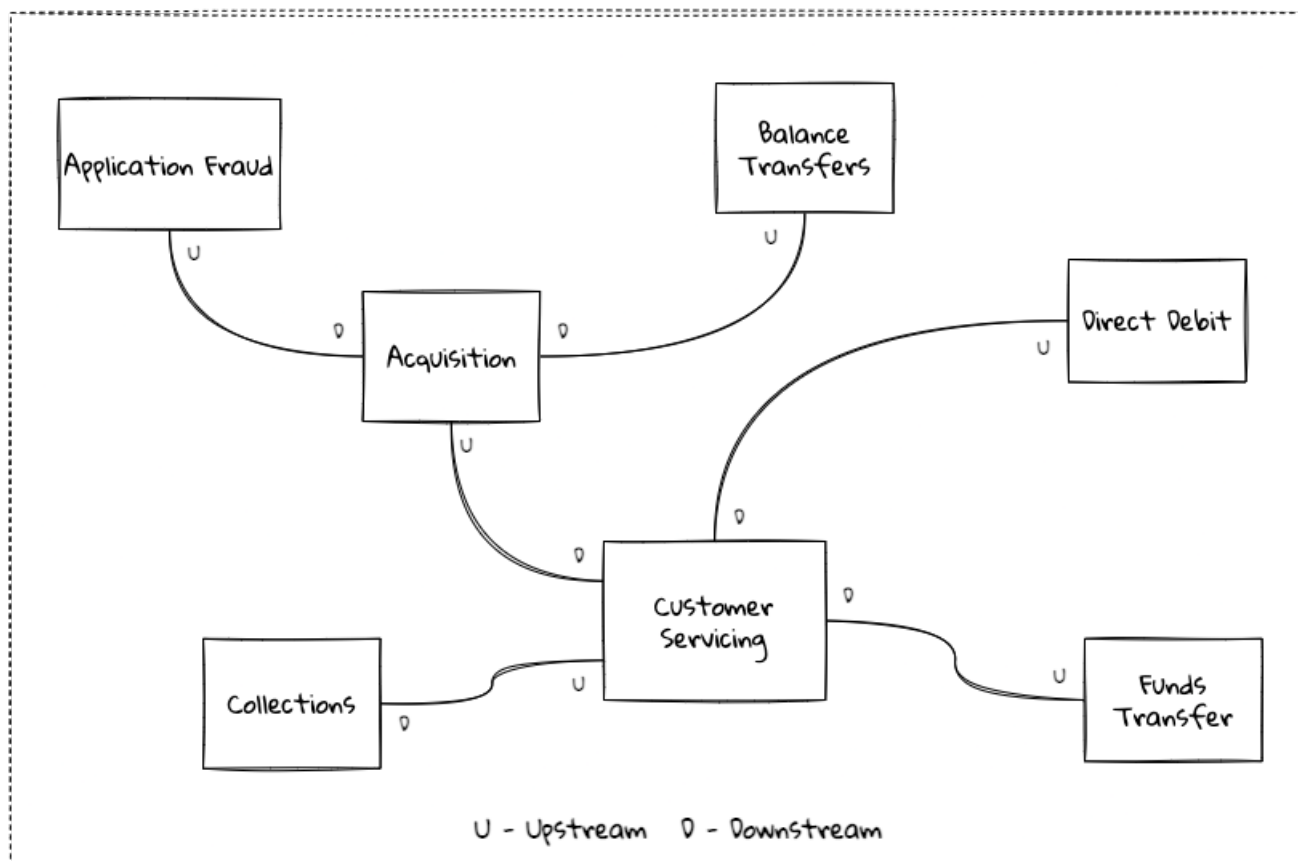 Application Fraud
U
Balance
Transfers
U
Direct Debit
U
D
Acquisition
D
U
D
D
Customer
Servicing
D
U
Collections
D
U
Funds
Transfer
U - Upstream D - Downstream